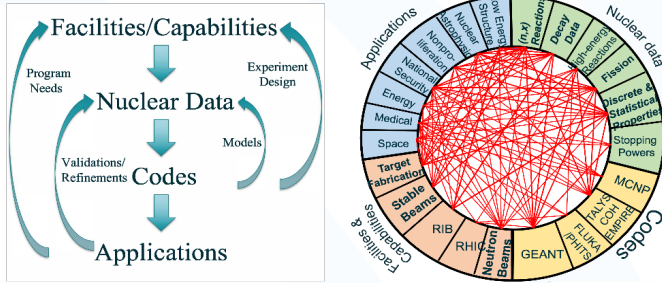 Facilities/Capabilities
Program
Needs
Experiment
Design
Nuclear Data
Validations/
Refinements
Models
Codes
Applications
Applications
Nuclear data
Codes
Facilities &
Capabilities
Space
Medical
Energy
National
Security
Nonpro-
liferation
Nuclear
Astrophysi
ow Energy
Structure
(n,x)
Reactions
Decay
Data
High-energy
Reactions
Fission
Discrete &
Statistical
Properties
Stopping
Powers
MCNP
TALYS
COH
EMPIRE
FLUKA
/PHITS
GEANT
Neutron
Beams
RHIC
RIB
Stable
Beams
Target
Fabrication